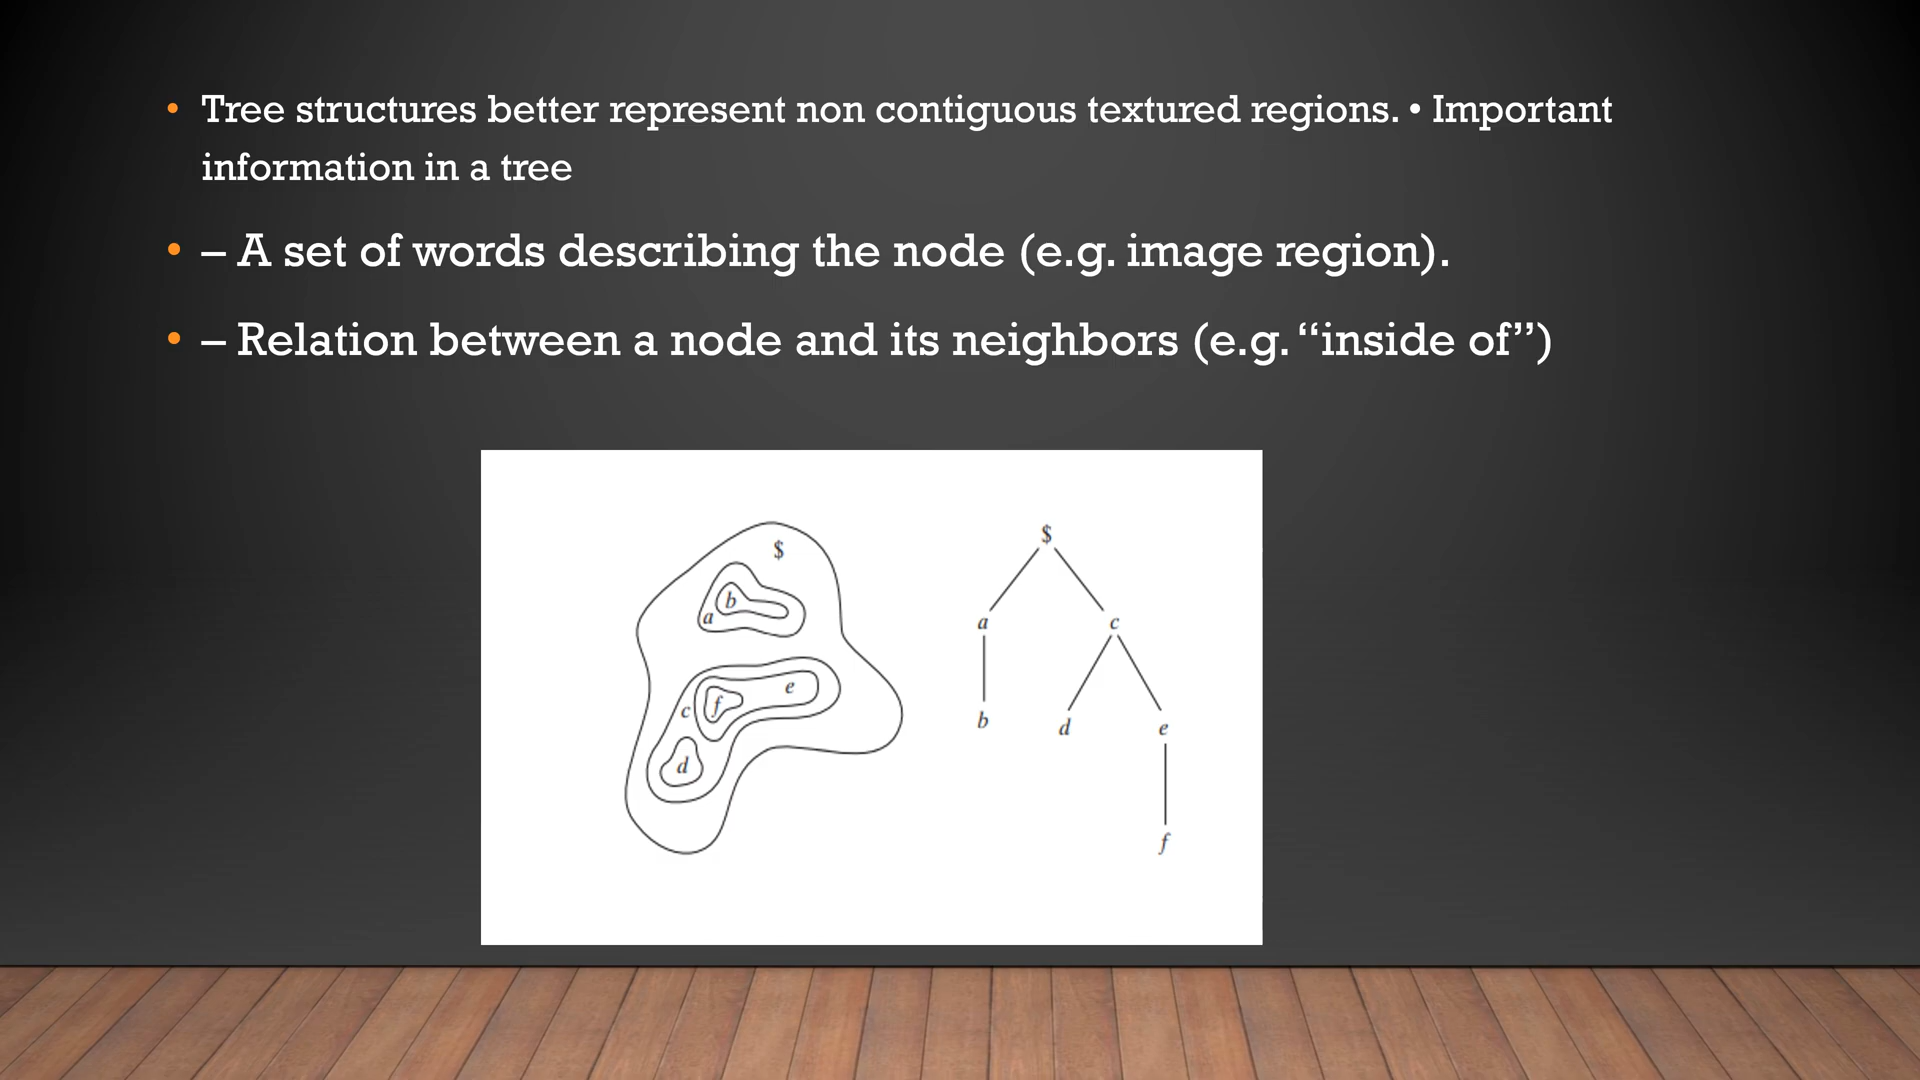 • Tree structures better represent non contiguous textured regions. • Important
information in a tree
• – A set of words describing the node (e.g. image region).
• – Relation between a node and its neighbors (e.g. “inside of”)
$
b
a
e
f
c
d
$
a
c
b
d
e
f